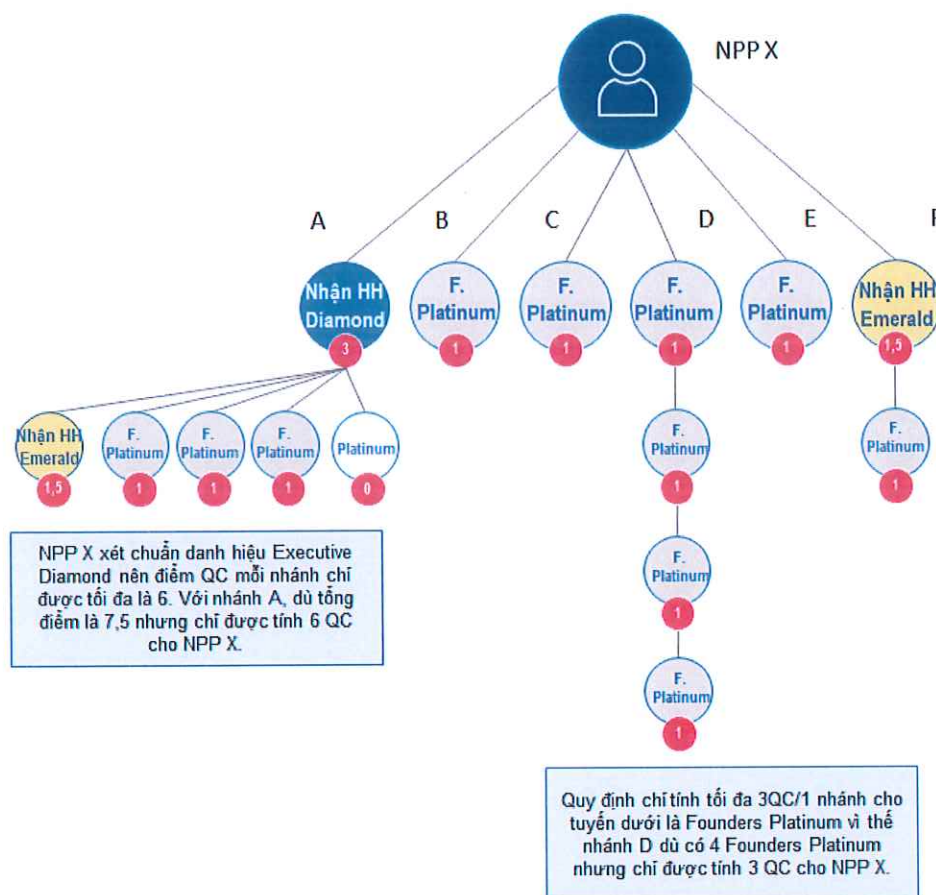 NPP X
A
B
C
D
E
F
Nhận HH
Diamond
3
F.
Platinum
1
F.
Platinum
1
F.
Platinum
1
F.
Platinum
1
Nhận HH
Emerald
1,5
Nhận HH
Emerald
1,5
F.
Platinum
1
F.
Platinum
1
F.
Platinum
1
Platinum
0
F.
Platinum
1
F.
Platinum
1
F.
Platinum
1
F.
Platinum
1
NPP X xét chuẩn danh hiệu Executive
Diamond nên điểm QC mỗi nhánh chỉ
được tối đa là 6. Với nhánh A, dù tổng
điểm là 7,5 nhưng chỉ được tính 6 QC
cho NPP X.
Quy định chỉ tính tối đa 3QC/1 nhánh cho
tuyến dưới là Founders Platinum vì thế
nhánh D dù có 4 Founders Platinum
nhưng chỉ được tính 3 QC cho NPP X.